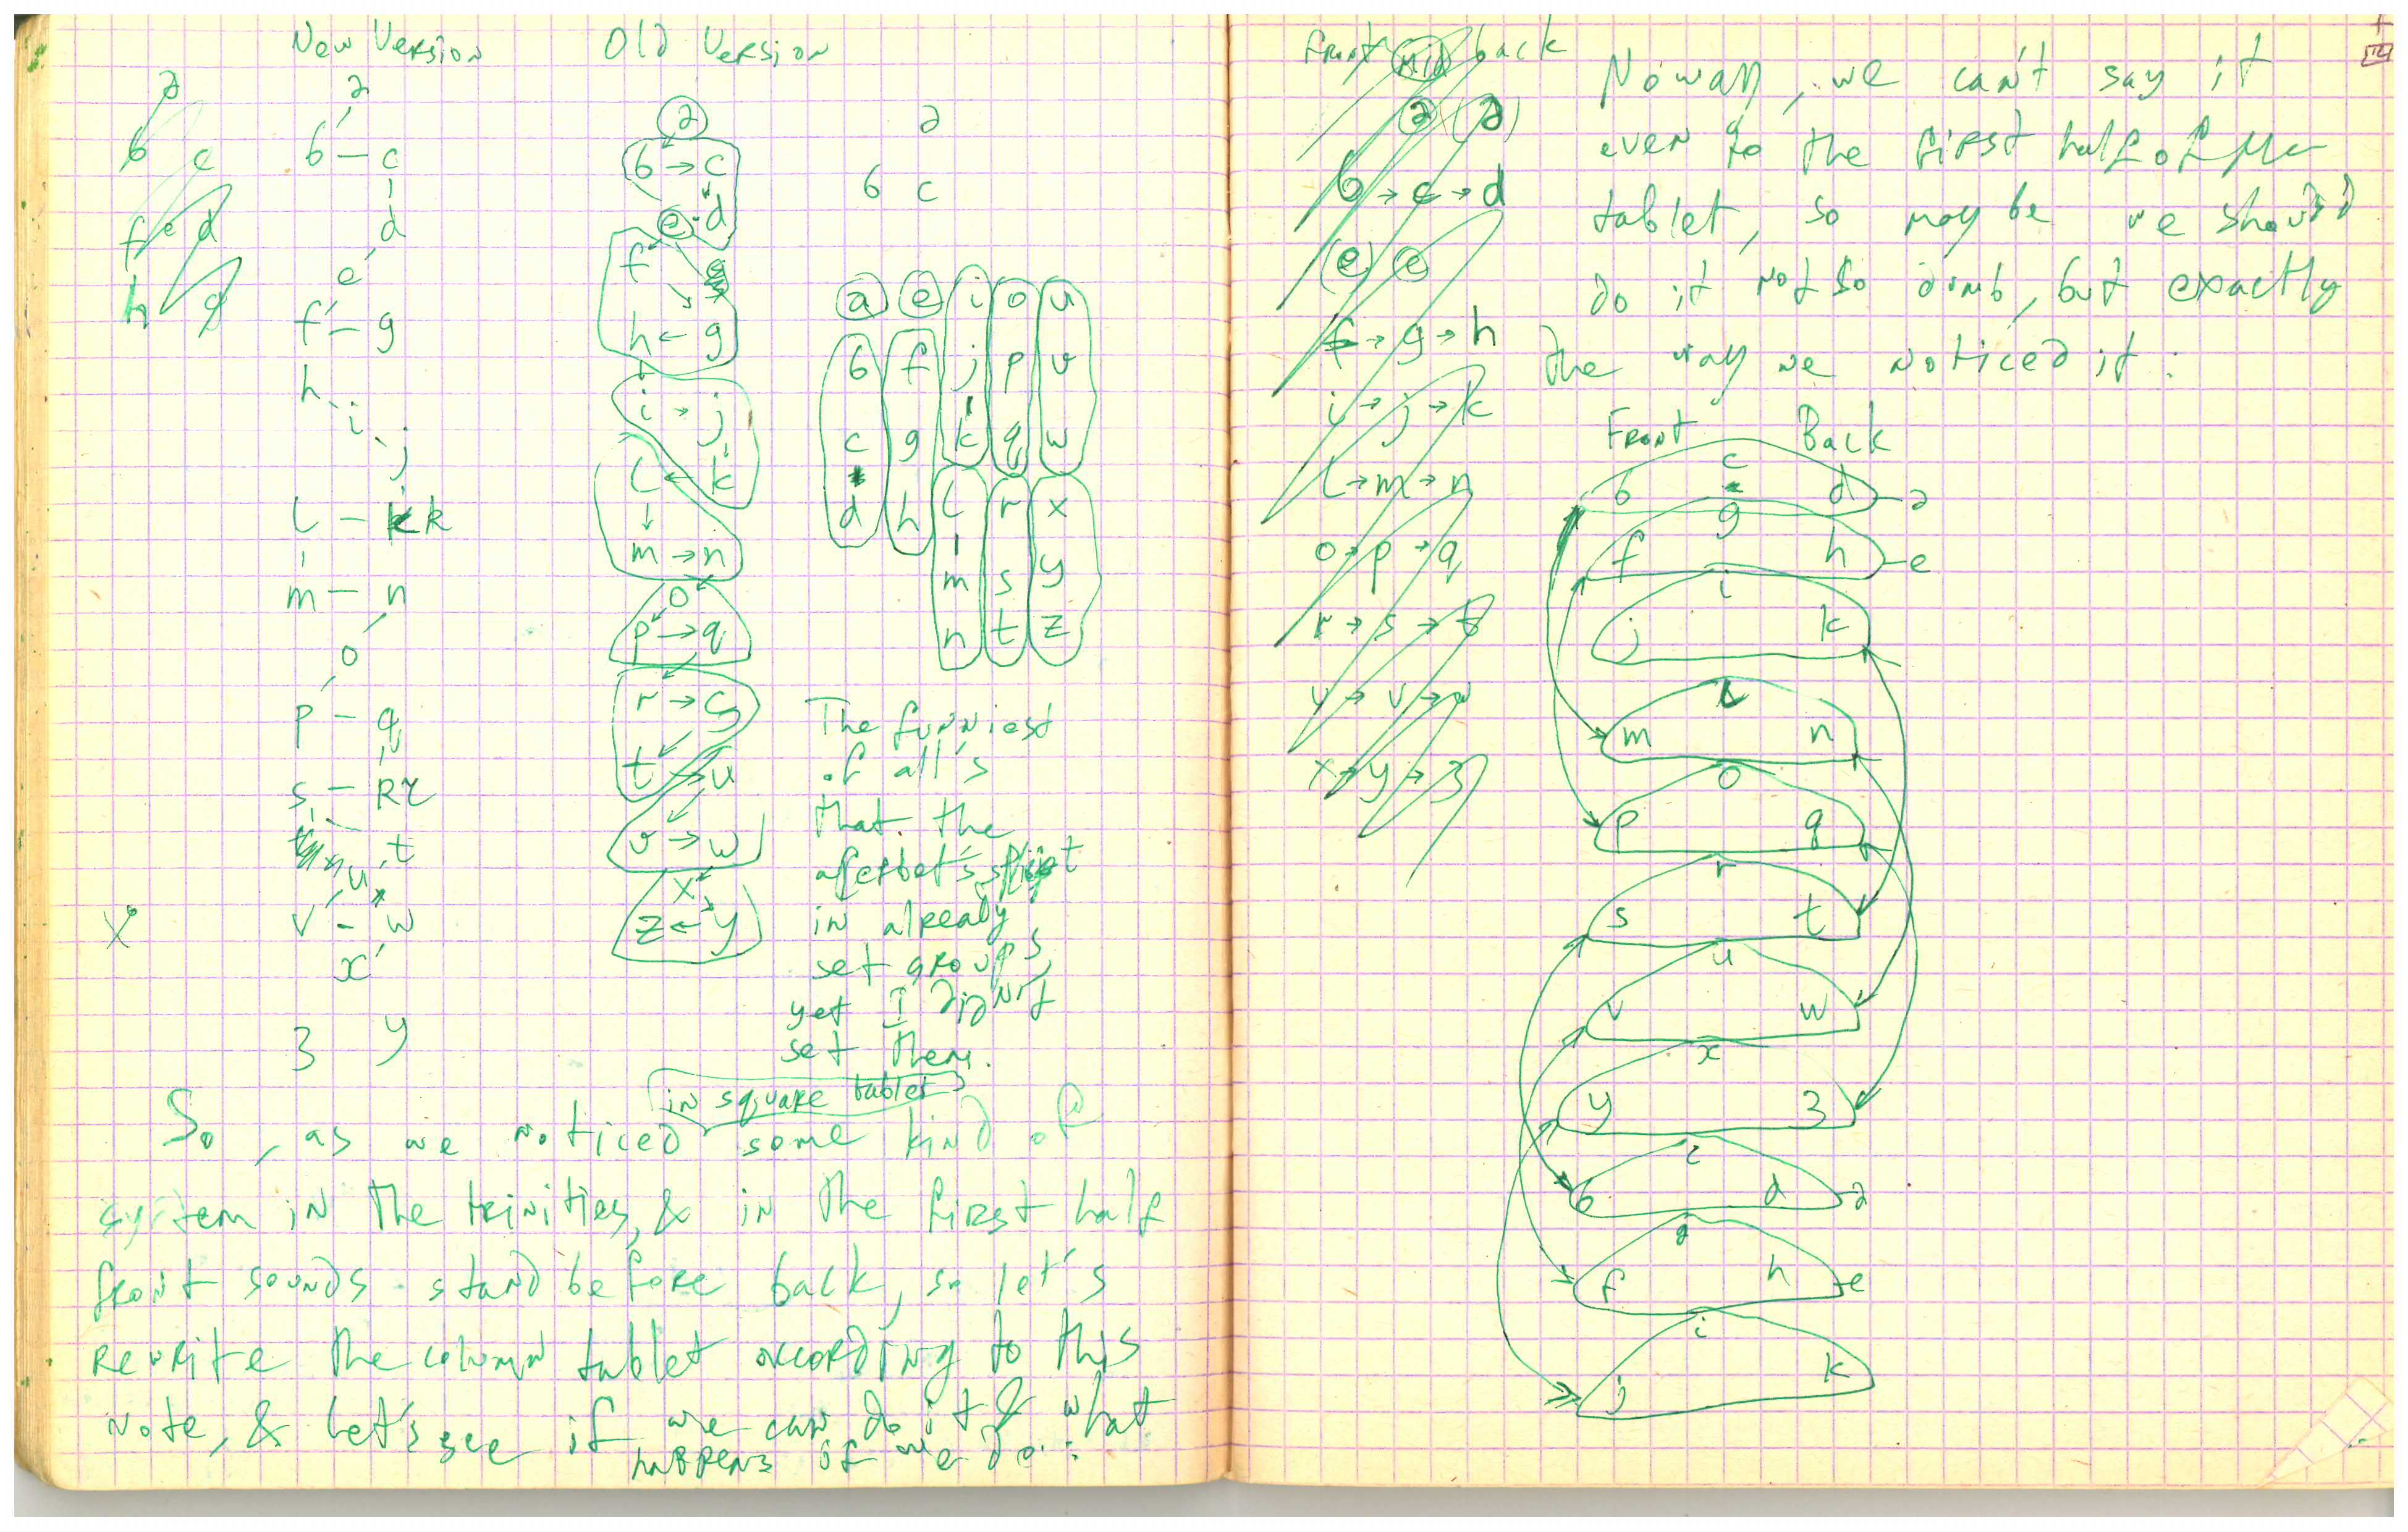 New Version
a
b c
f e d
h g
a
b – c
d
e
f – g
h
i
j
l – k k
m – n
o
p – q
s – R r
t
u
v – w
x
3 y
X
Old Version
a
b → c
e d
f g
h ← g
i → j
l ← k
m → n
o
p → q
r → s
t → u
v → w
x
z ← y
a
b c
a e i o u
b f j p v
c g k q w
d h l r x
m s y
n t z
The funniest
of all's
that the
in already
set groups,
yet I didn't
set them.
in square tablet
So, as we noticed some kind of
system in the trinities, & in the first half
front sounds stand before back, so let's
rewrite the column tablet according to this
note, & let's see if we can do it & what
happens if we do:
front mid back
a (a)
b → c → d
(e) e
f → g → h
i → j → k
l → m → n
o → p → q
r → s → t
u → v → w
x → y → 3
No way, we can't say it
even to the first half of the
tablet, so maybe we should
do it not so dumb, but exactly
the way we noticed it:
Front Back
c
b d – a
g
f h – e
i
j k
l
m n
o
p q
r
s t
u
v w
x
y 3
c
b d – a
g
f h – e
i
j k